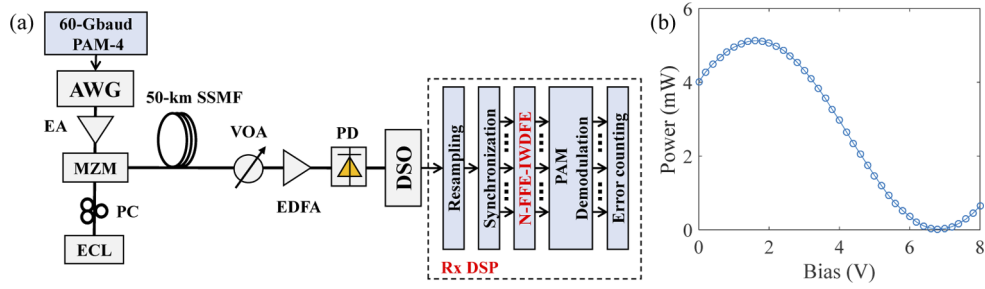 (a)
60-Gbaud
PAM-4
AWG
EA
MZM
PC
ECL
50-km SSMF
VOA
EDFA
PD
DSO
Resampling
Synchronization
N-FFE-IWDFE
PAM
Demodulation
Error counting
Rx DSP
(b)
6
4
2
0
0
2
4
6
8
Power (mW)
Bias (V)